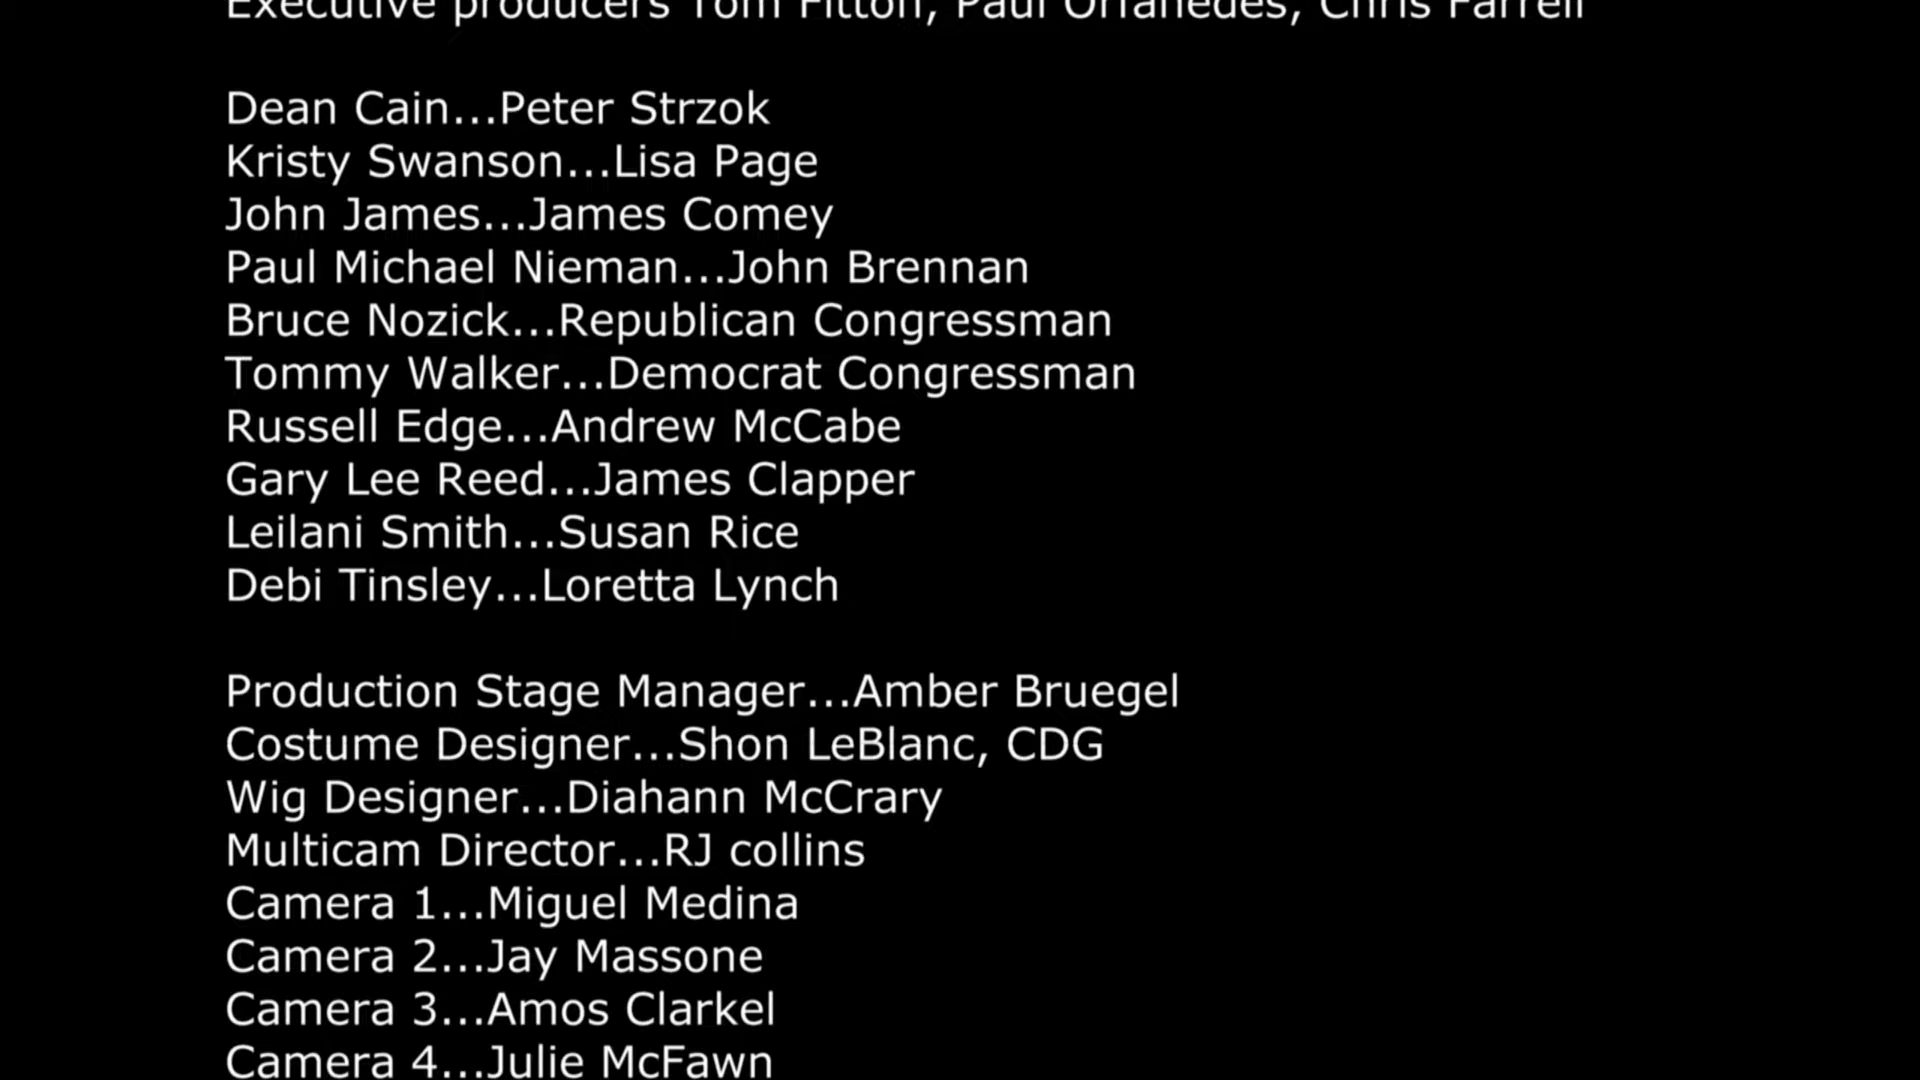 Executive producers Tom Fitton, Paul Orfanedes, Chris Farrell
Dean Cain...Peter Strzok
Kristy Swanson...Lisa Page
John James...James Comey
Paul Michael Nieman...John Brennan
Bruce Nozick...Republican Congressman
Tommy Walker...Democrat Congressman
Russell Edge...Andrew McCabe
Gary Lee Reed...James Clapper
Leilani Smith...Susan Rice
Debi Tinsley...Loretta Lynch
Production Stage Manager...Amber Bruegel
Costume Designer...Shon LeBlanc, CDG
Wig Designer...Diahann McCrary
Multicam Director...RJ collins
Camera 1...Miguel Medina
Camera 2...Jay Massone
Camera 3...Amos Clarkel
Camera 4...Julie McFawn